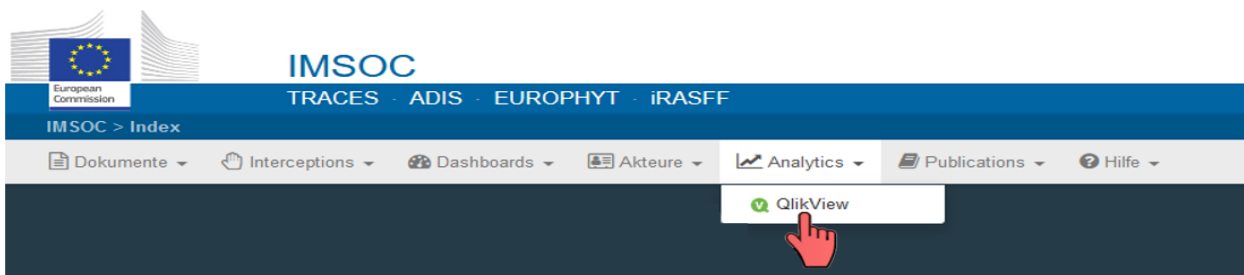 IMSOC
European
Commission
TRACES · ADIS · EUROPHYT · iRASFF
IMSOC > Index
Dokumente Interceptions Dashboards Akteure Analytics Publications Hilfe
QlikView